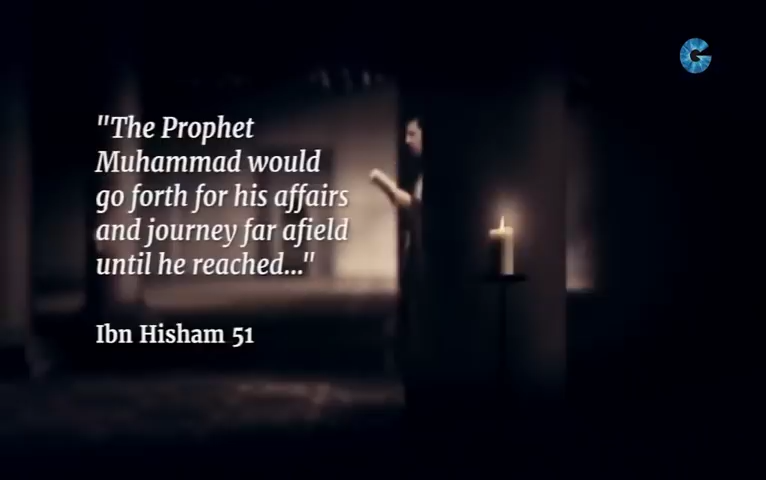 "The Prophet
Muhammad would
go forth for his affairs
and journey far afield
until he reached..."
Ibn Hisham 51